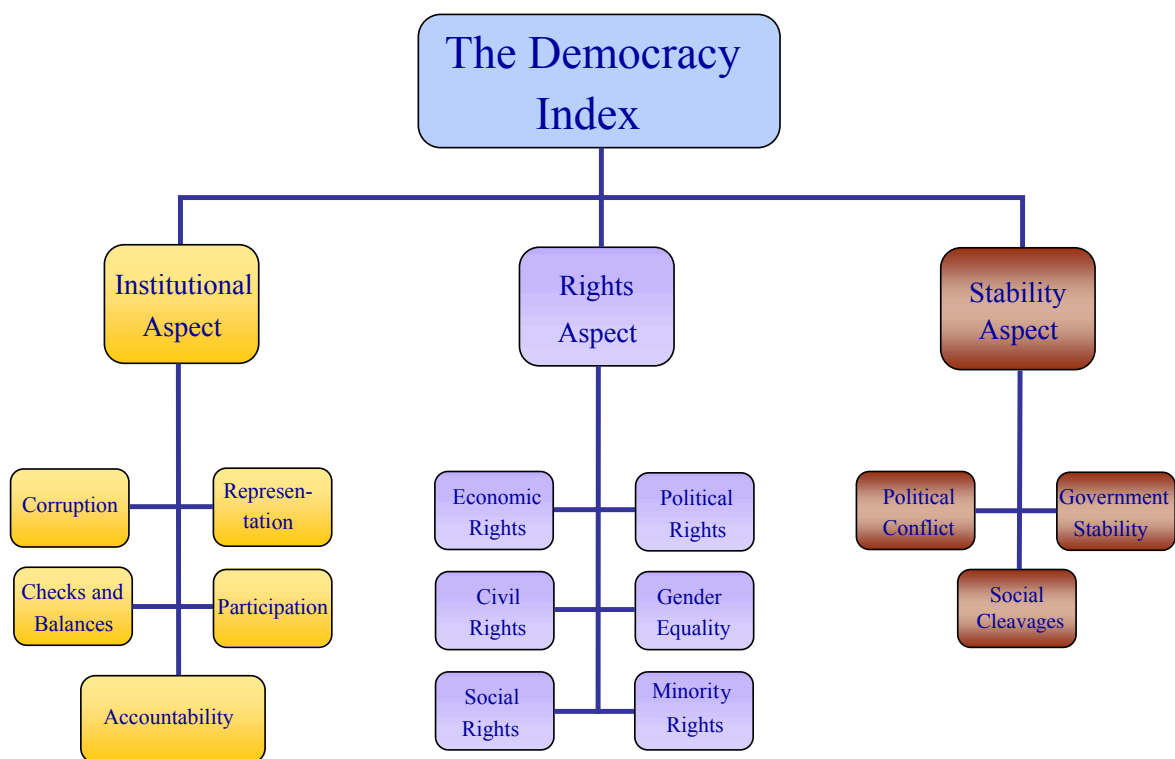 The Democracy
Index
Institutional
Aspect
Rights
Aspect
Stability
Aspect
Corruption
Represen-
tation
Checks and
Balances
Participation
Accountability
Economic
Rights
Political
Rights
Civil
Rights
Gender
Equality
Social
Rights
Minority
Rights
Political
Conflict
Government
Stability
Social
Cleavages